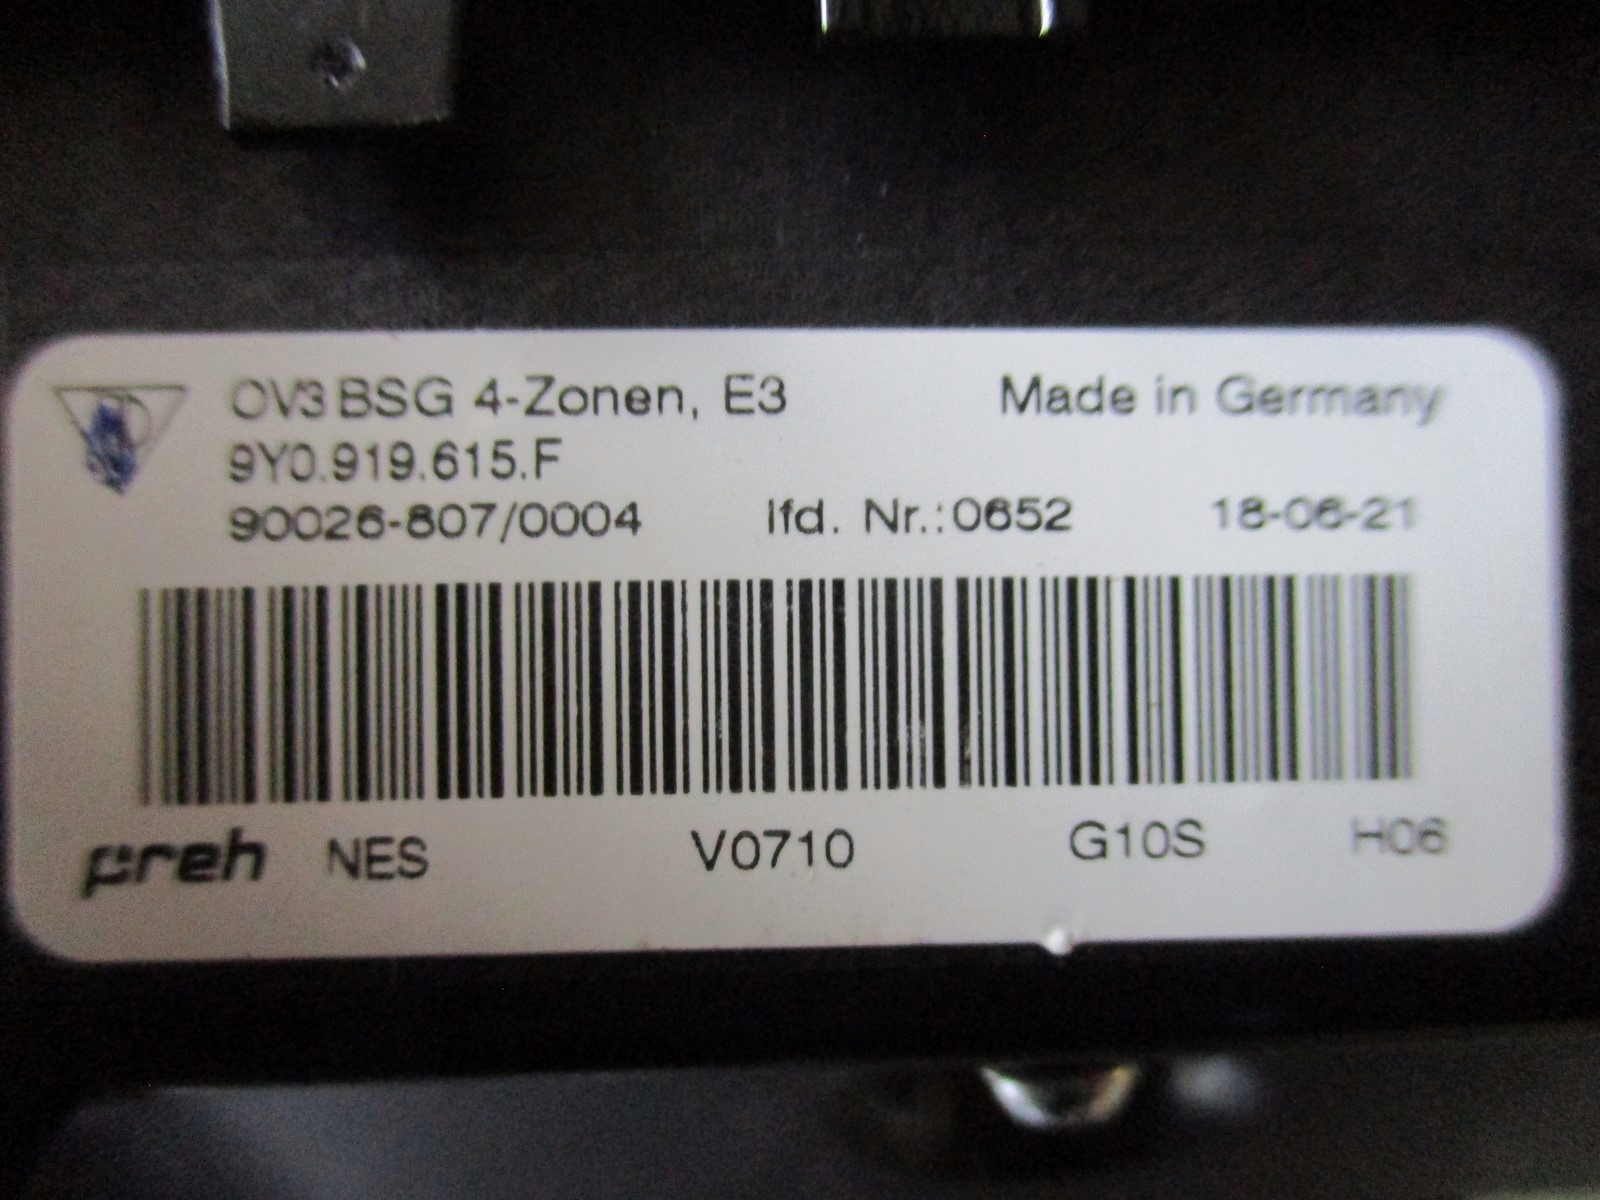 OV3 BSG 4-Zonen, E3 Made in Germany
9Y0.919.615.F
90026-807/0004 lfd. Nr.:0652 18-06-21
preh NES V0710 G10S H06